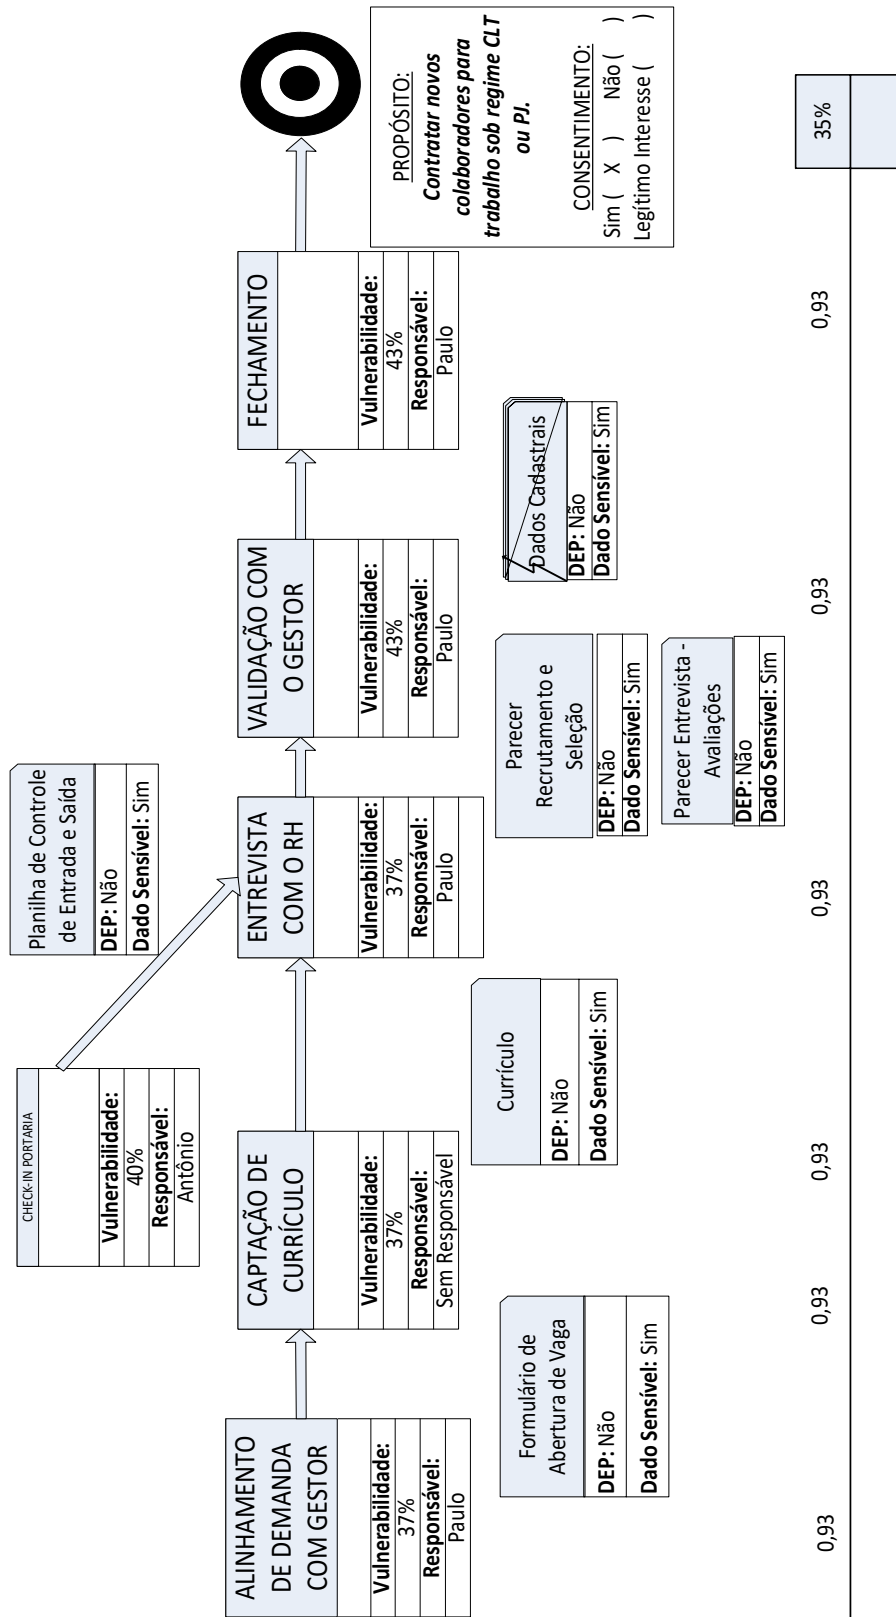 CHECK-IN PORTARIA
Vulnerabilidade:
40%
Responsável:
Antônio
Planilha de Controle
de Entrada e Saída
DEP: Não
Dado Sensível: Sim
ALINHAMENTO
DE DEMANDA
COM GESTOR
Vulnerabilidade:
37%
Responsável:
Paulo
CAPTAÇÃO DE
CURRÍCULO
Vulnerabilidade:
37%
Responsável:
Sem Responsável
ENTREVISTA
COM O RH
Vulnerabilidade:
37%
Responsável:
Paulo
VALIDAÇÃO COM
O GESTOR
Vulnerabilidade:
43%
Responsável:
Paulo
FECHAMENTO
Vulnerabilidade:
43%
Responsável:
Paulo
PROPÓSITO:
Contratar novos
colaboradores para
trabalho sob regime CLT
ou PJ.
CONSENTIMENTO:
Sim ( X ) Não ( )
Legítimo Interesse ( )
Formulário de
Abertura de Vaga
DEP: Não
Dado Sensível: Sim
Currículo
DEP: Não
Dado Sensível: Sim
Parecer
Recrutamento e
Seleção
DEP: Não
Dado Sensível: Sim
Parecer Entrevista -
Avaliações
DEP: Não
Dado Sensível: Sim
Dados Cadastrais
DEP: Não
Dado Sensível: Sim
0,93
0,93
0,93
0,93
0,93
0,93
35%